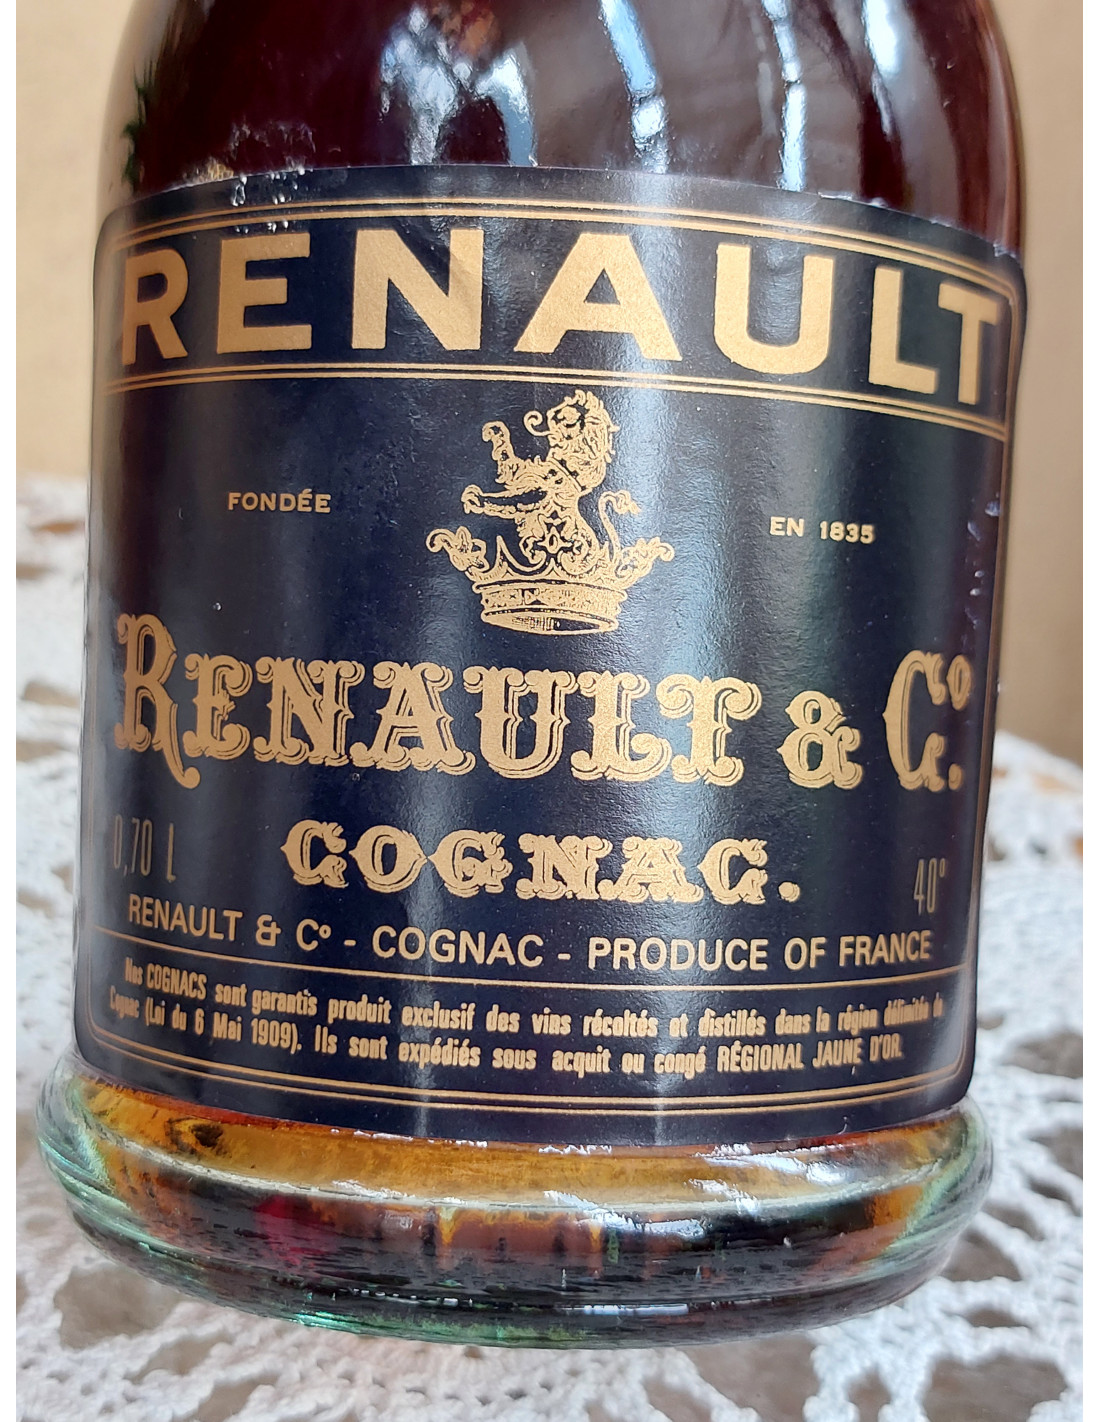 RENAULT
FONDÉE EN 1835
RENAULT & Cº.
COGNAC.
0,70 L 40°
RENAULT & Cº - COGNAC - PRODUCE OF FRANCE
Nos COGNACS sont garantis produit exclusif des vins récoltés et distillés dans la région délimitée de
Cognac (Loi du 6 Mai 1909), Ils sont expédiés sous acquit ou congé RÉGIONAL JAUNE D'OR.